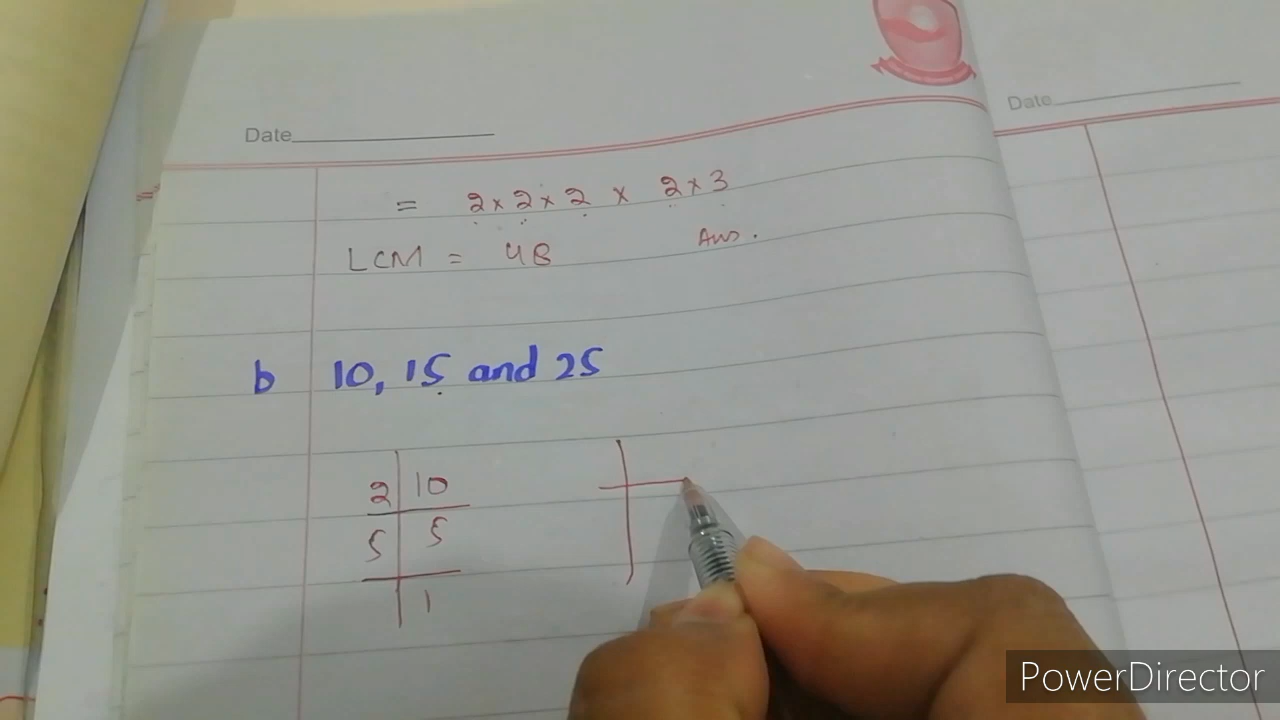 Date
Date
= 2 × 2 × 2 × 2 × 3
LCM = 48 Ans.
b 10, 15 and 25
2 10
5 5
1
PowerDirector